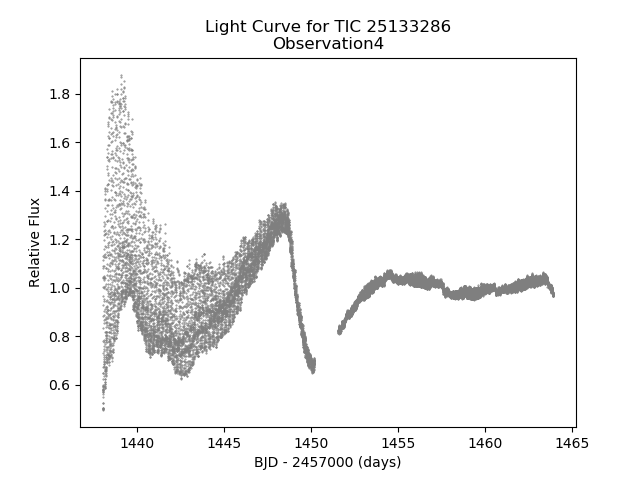 Light Curve for TIC 25133286
Observation4
1.8
1.6
1.4
1.2
1.0
0.8
0.6
Relative Flux
1440 1445 1450 1455 1460 1465
BJD - 2457000 (days)